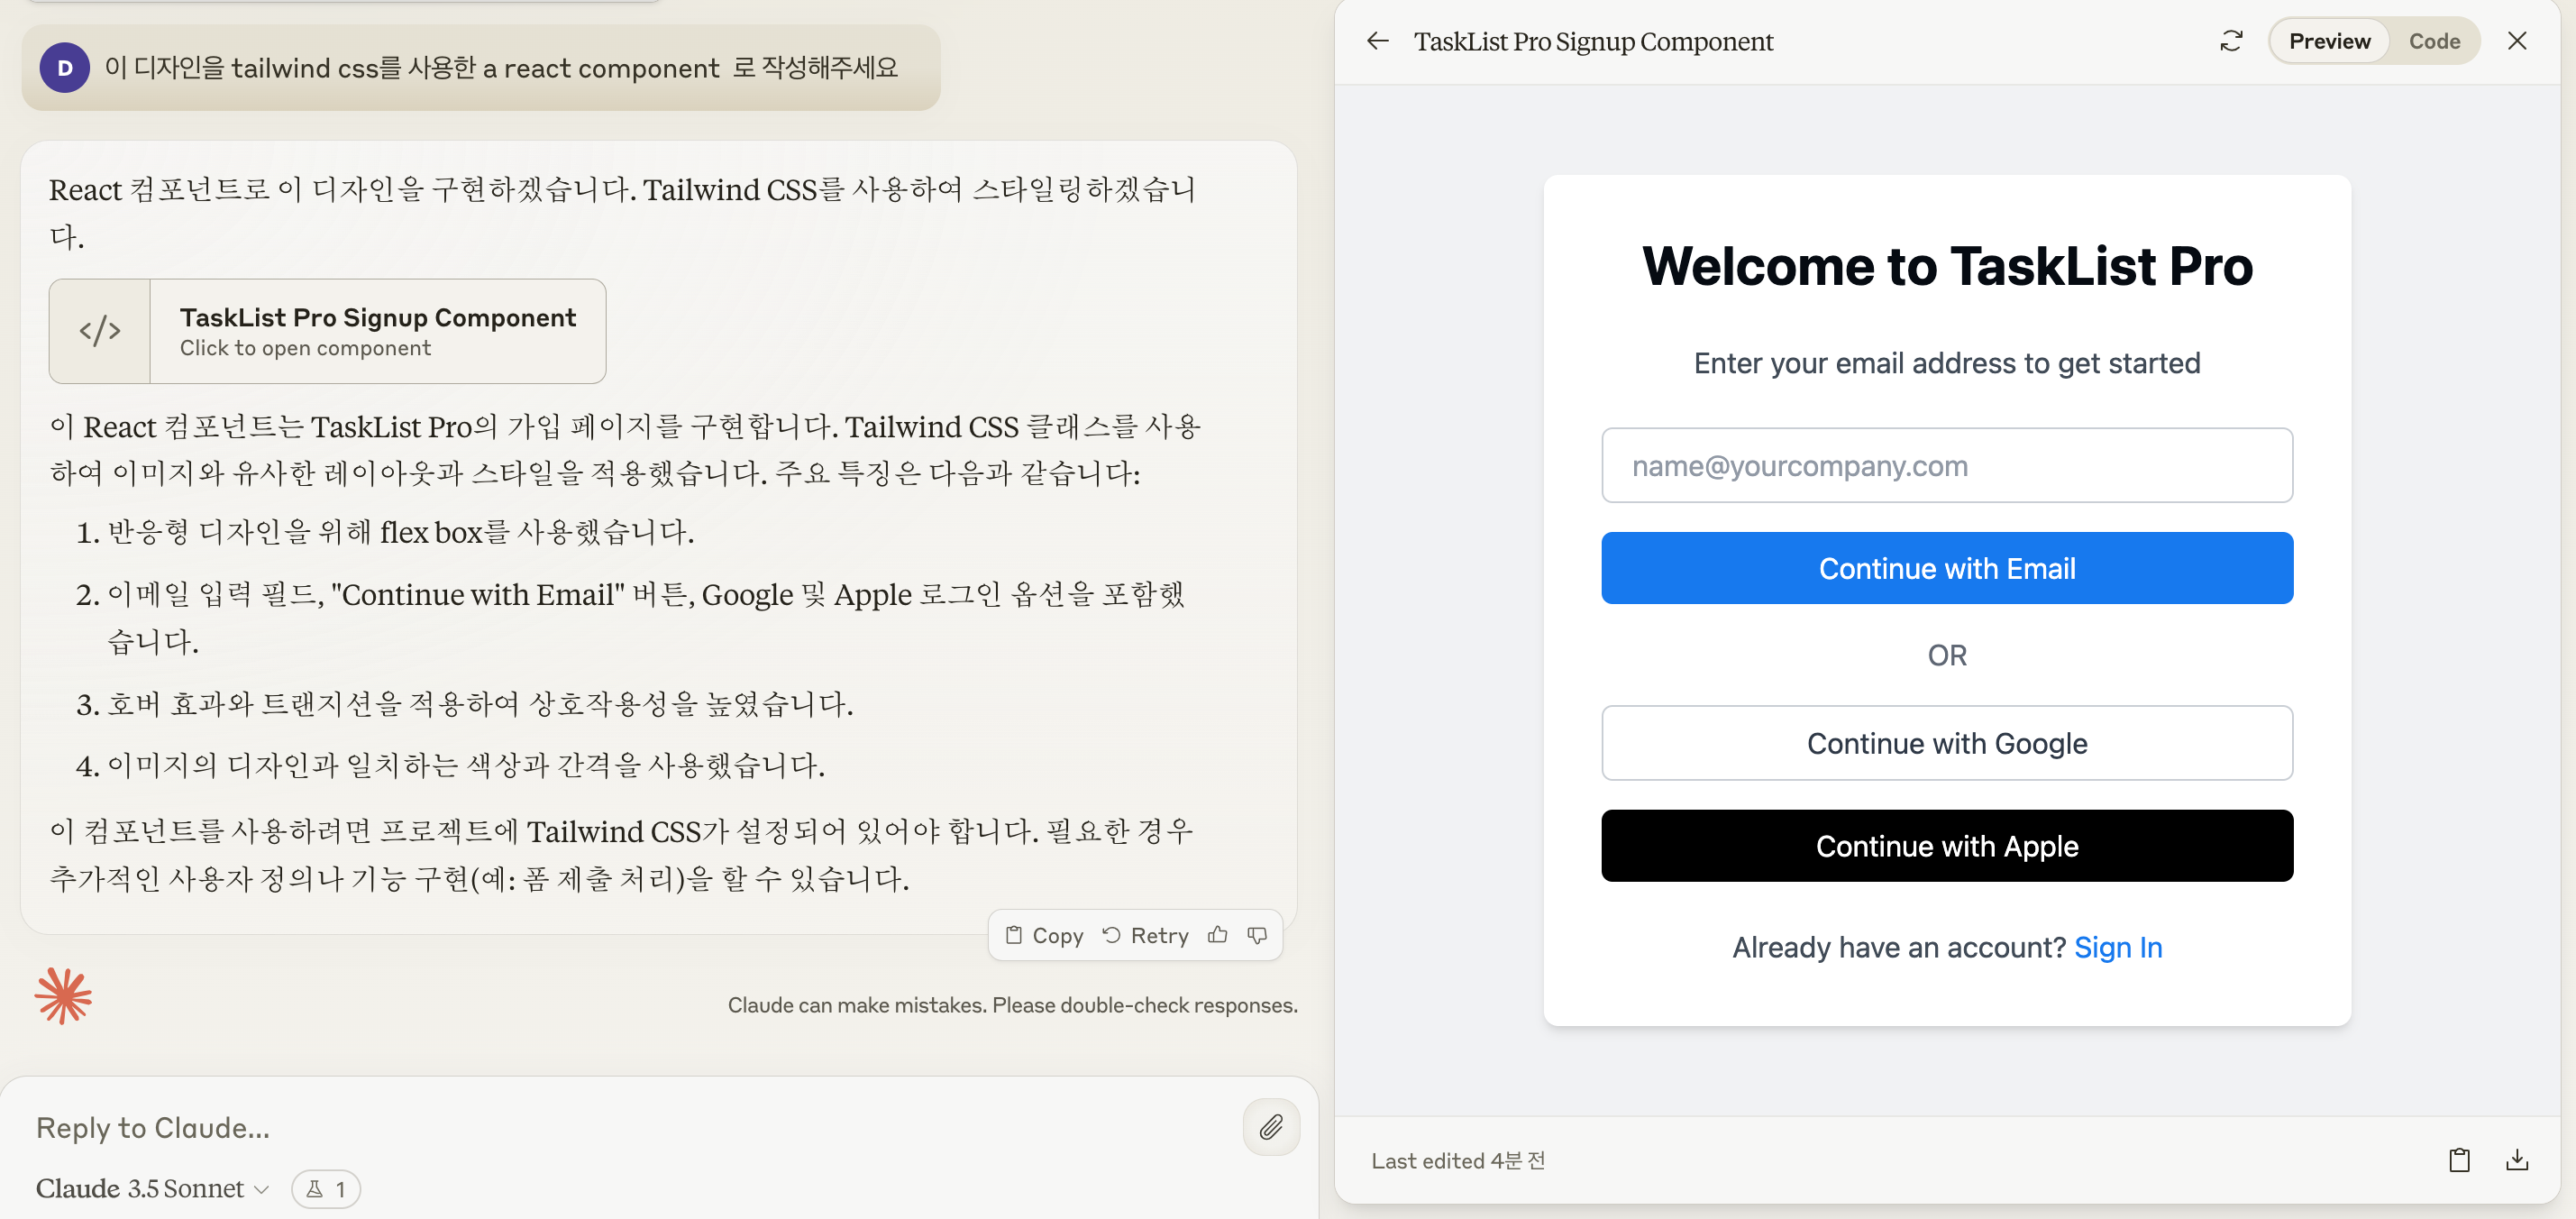 D
이 디자인을 tailwind css를 사용한 a react component 로 작성해주세요
React 컴포넌트로 이 디자인을 구현하겠습니다. Tailwind CSS를 사용하여 스타일링하겠습니
다.
</>
TaskList Pro Signup Component
Click to open component
이 React 컴포넌트는 TaskList Pro의 가입 페이지를 구현합니다. Tailwind CSS 클래스를 사용
하여 이미지와 유사한 레이아웃과 스타일을 적용했습니다. 주요 특징은 다음과 같습니다:
1. 반응형 디자인을 위해 flex box를 사용했습니다.
2. 이메일 입력 필드, "Continue with Email" 버튼, Google 및 Apple 로그인 옵션을 포함했
습니다.
3. 호버 효과와 트랜지션을 적용하여 상호작용성을 높였습니다.
4. 이미지의 디자인과 일치하는 색상과 간격을 사용했습니다.
이 컴포넌트를 사용하려면 프로젝트에 Tailwind CSS가 설정되어 있어야 합니다. 필요한 경우
추가적인 사용자 정의나 기능 구현(예: 폼 제출 처리)을 할 수 있습니다.
Copy Retry
Claude can make mistakes. Please double-check responses.
Reply to Claude...
Claude 3.5 Sonnet 1
TaskList Pro Signup Component
Preview Code
Welcome to TaskList Pro
Enter your email address to get started
name@yourcompany.com
Continue with Email
OR
Continue with Google
Continue with Apple
Already have an account? Sign In
Last edited 4분 전